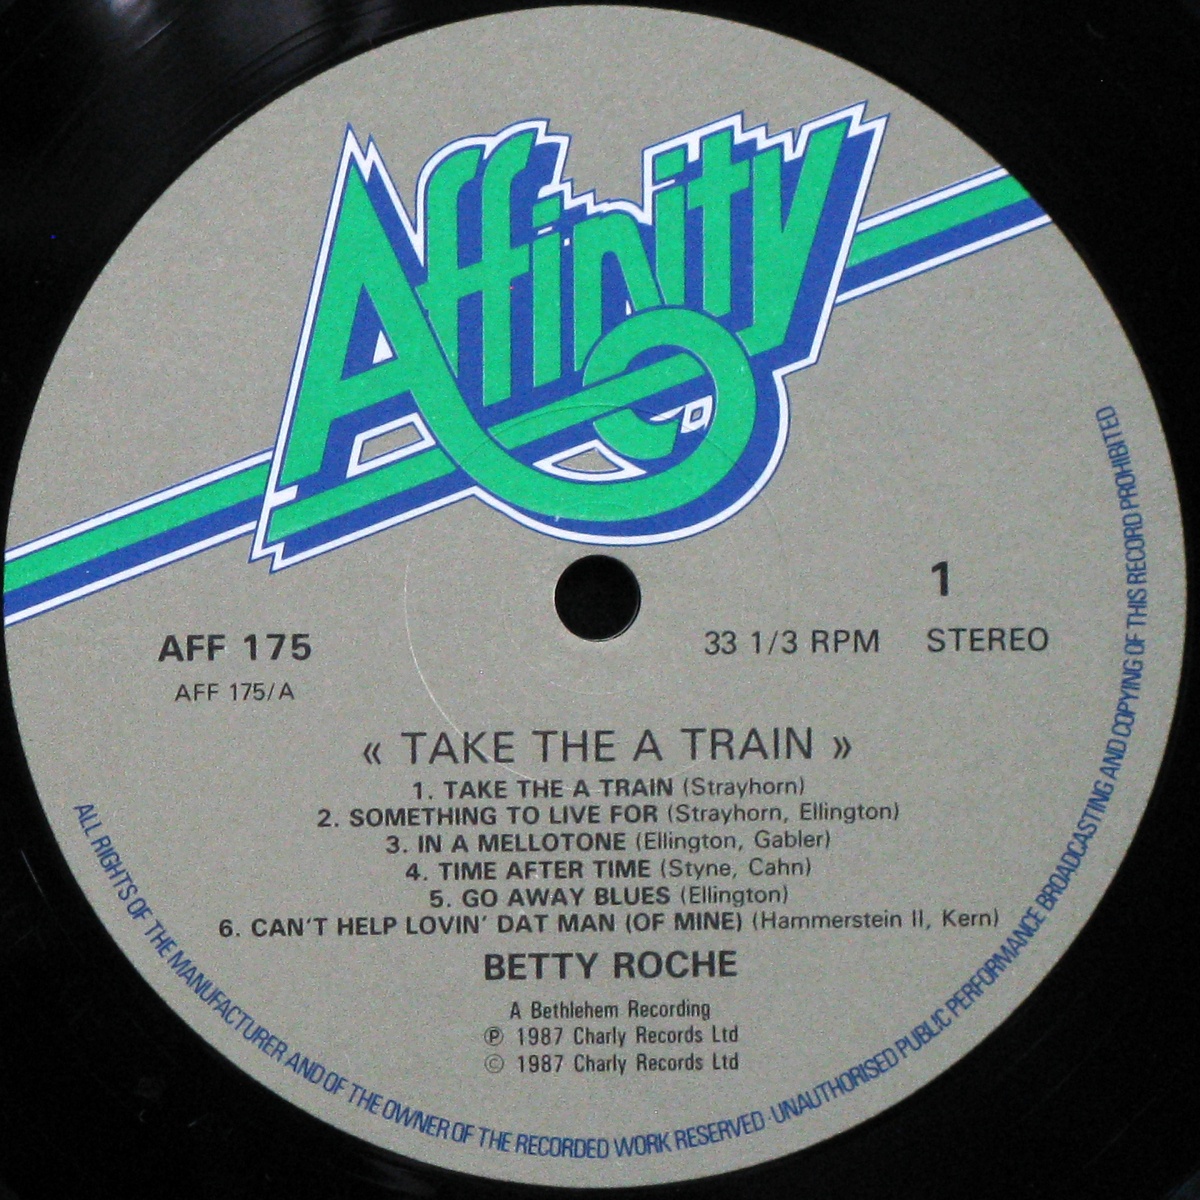 Affinity
1
AFF 175
33 1/3 RPM STEREO
AFF 175/A
« TAKE THE A TRAIN »
1. TAKE THE A TRAIN (Strayhorn)
2. SOMETHING TO LIVE FOR (Strayhorn, Ellington)
3. IN A MELLOTONE (Ellington, Gabler)
4. TIME AFTER TIME (Styne, Cahn)
5. GO AWAY BLUES (Ellington)
6. CAN'T HELP LOVIN' DAT MAN (OF MINE) (Hammerstein II, Kern)
BETTY ROCHE
A Bethlehem Recording
℗ 1987 Charly Records Ltd
© 1987 Charly Records Ltd
ALL RIGHTS OF THE MANUFACTURER AND OF THE OWNER OF THE RECORDED WORK RESERVED · UNAUTHORISED PUBLIC PERFORMANCE BROADCASTING AND COPYING OF THIS RECORD PROHIBITED